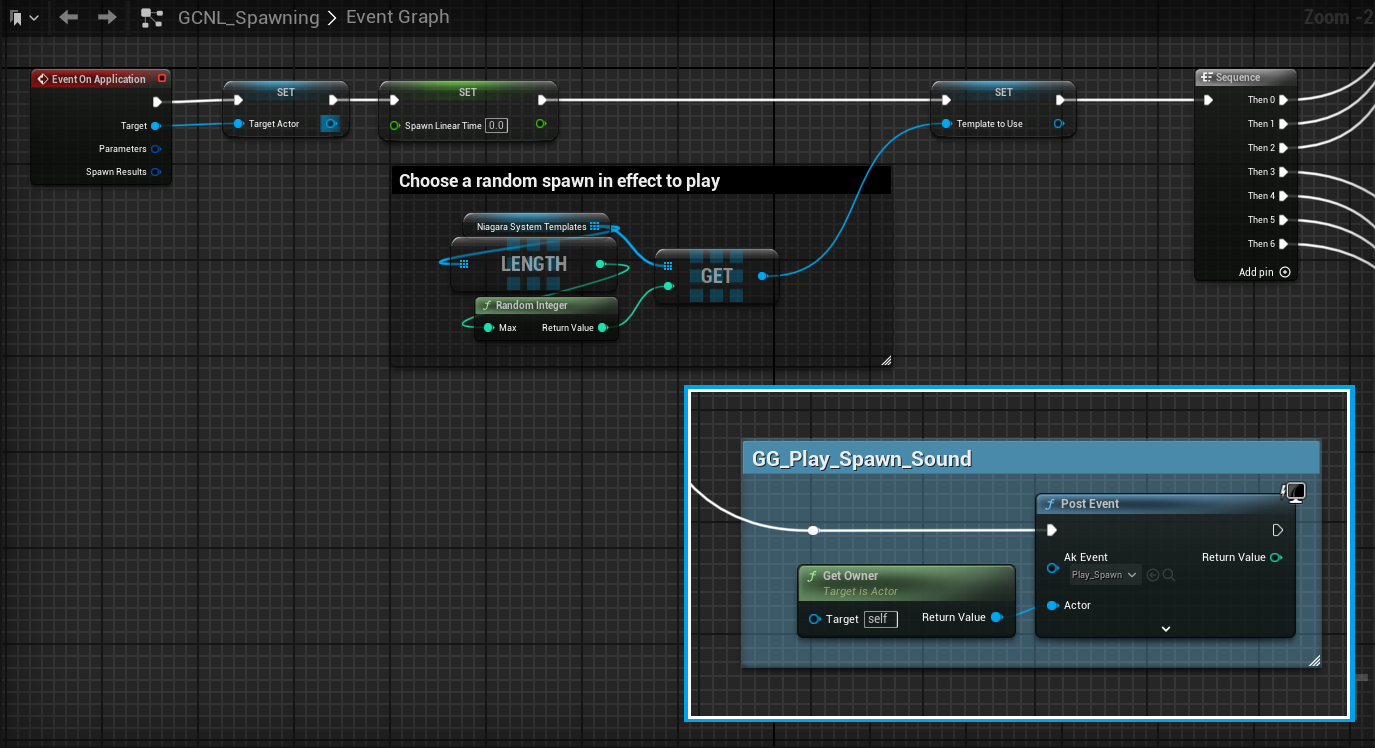 GCNL_Spawning > Event Graph
Zoom -2
Event On Application
Target
Parameters
Spawn Results
SET
Target Actor
SET
Spawn Linear Time 0.0
SET
Template to Use
Sequence
Then 0
Then 1
Then 2
Then 3
Then 4
Then 5
Then 6
Add pin
Choose a random spawn in effect to play
Niagara System Templates
LENGTH
GET
Random Integer
Max Return Value
GG_Play_Spawn_Sound
Post Event
Ak Event Return Value
Play_Spawn
Actor
Get Owner
Target is Actor
Target self Return Value